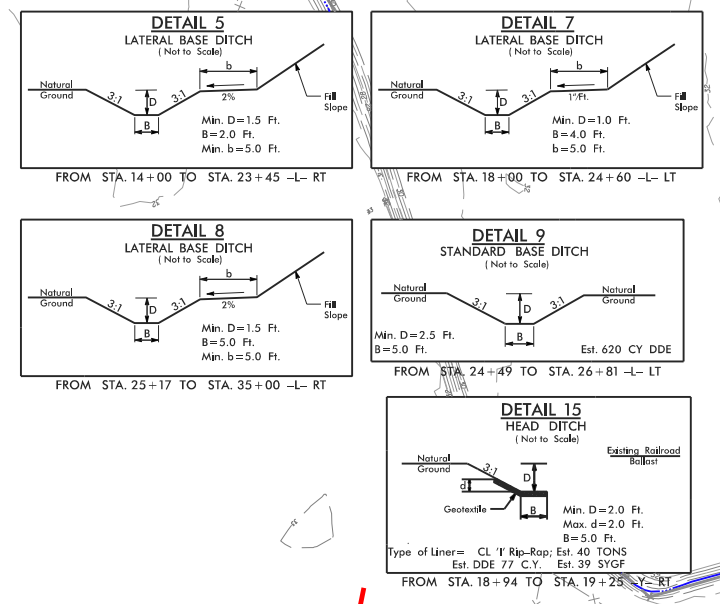 DETAIL 5
LATERAL BASE DITCH
( Not to Scale)
b
Natural
Ground
3:1
D
3:1
2%
B
Fill
Slope
Min. D=1.5 Ft.
B=2.0 Ft.
Min. b=5.0 Ft.
FROM STA. 14+00 TO STA. 23+45 -L- RT
DETAIL 7
LATERAL BASE DITCH
( Not to Scale)
b
Natural
Ground
3:1
D
3:1
1"/Ft.
B
Fill
Slope
Min. D=1.0 Ft.
B=4.0 Ft.
b=5.0 Ft.
FROM STA. 18+00 TO STA. 24+60 -L- LT
DETAIL 8
LATERAL BASE DITCH
( Not to Scale)
b
Natural
Ground
3:1
D
3:1
2%
B
Fill
Slope
Min. D=1.5 Ft.
B=5.0 Ft.
Min. b=5.0 Ft.
FROM STA. 25+17 TO STA. 35+00 -L- RT
DETAIL 9
STANDARD BASE DITCH
( Not to Scale)
Natural
Ground
3:1
D
3:1
Natural
Ground
B
Min. D=2.5 Ft.
B=5.0 Ft.
Est. 620 CY DDE
FROM STA. 24+49 TO STA. 26+81 -L- LT
DETAIL 15
HEAD DITCH
( Not to Scale)
Natural
Ground
3:1
D
d
Existing Railroad
Ballast
Geotextile
B
Min. D=2.0 Ft.
Max. d=2.0 Ft.
B=5.0 Ft.
Type of Liner= CL 'I' Rip-Rap; Est. 40 TONS
Est. DDE 77 C.Y. Est. 39 SYGF
FROM STA. 18+94 TO STA. 19+25 -Y- RT
32
32